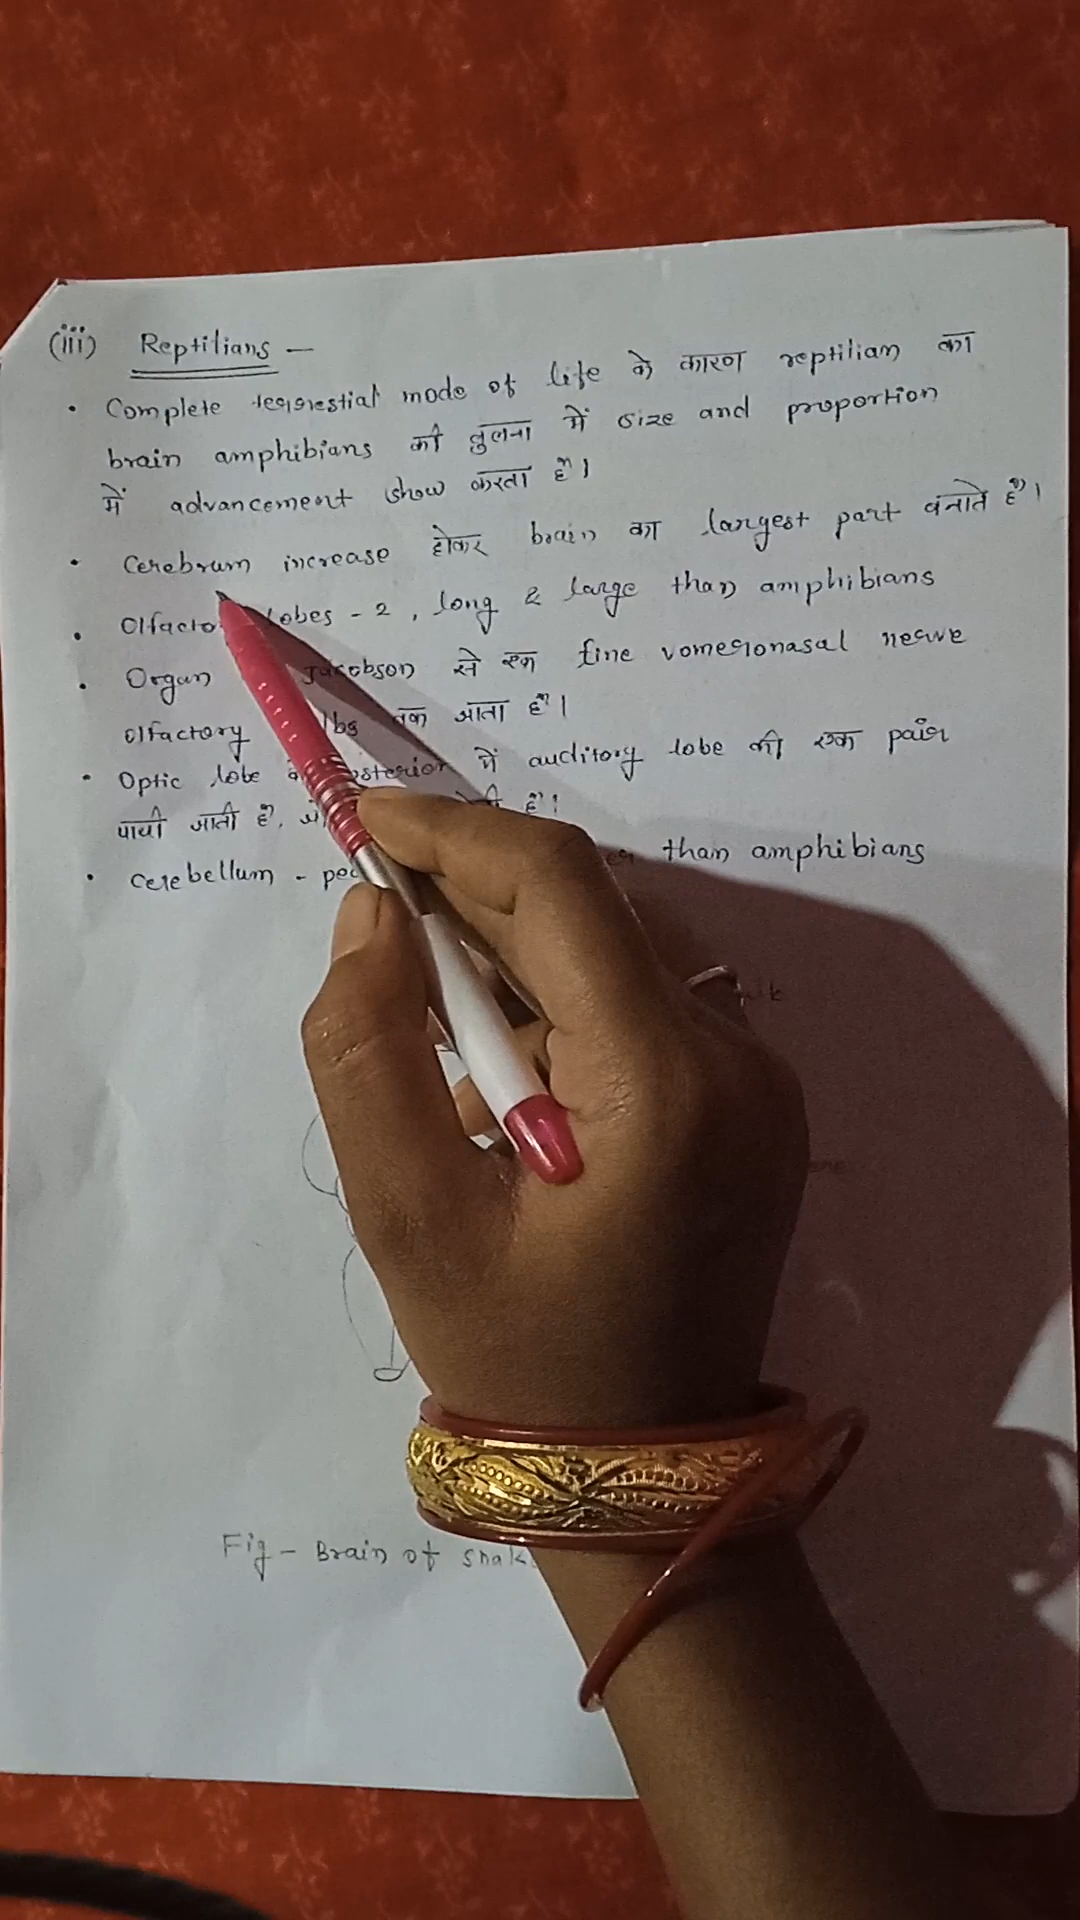 (iii) Reptilians –
• Complete terrestial mode of life के कारण reptilian का
brain amphibians की तुलना में size and proportion
में advancement show करता है।
• Cerebrum increase होकर brain का largest part बनाते है।
• Olfacto lobes - 2, long & large than amphibians
• Organ Jacobson से एक fine vomeronasal nerve
olfactory lbs तक आता है।
• Optic lobe में auditory lobe की एक pair
पायी जाती है, है।
• Cerebellum - than amphibians
Fig – Brain of